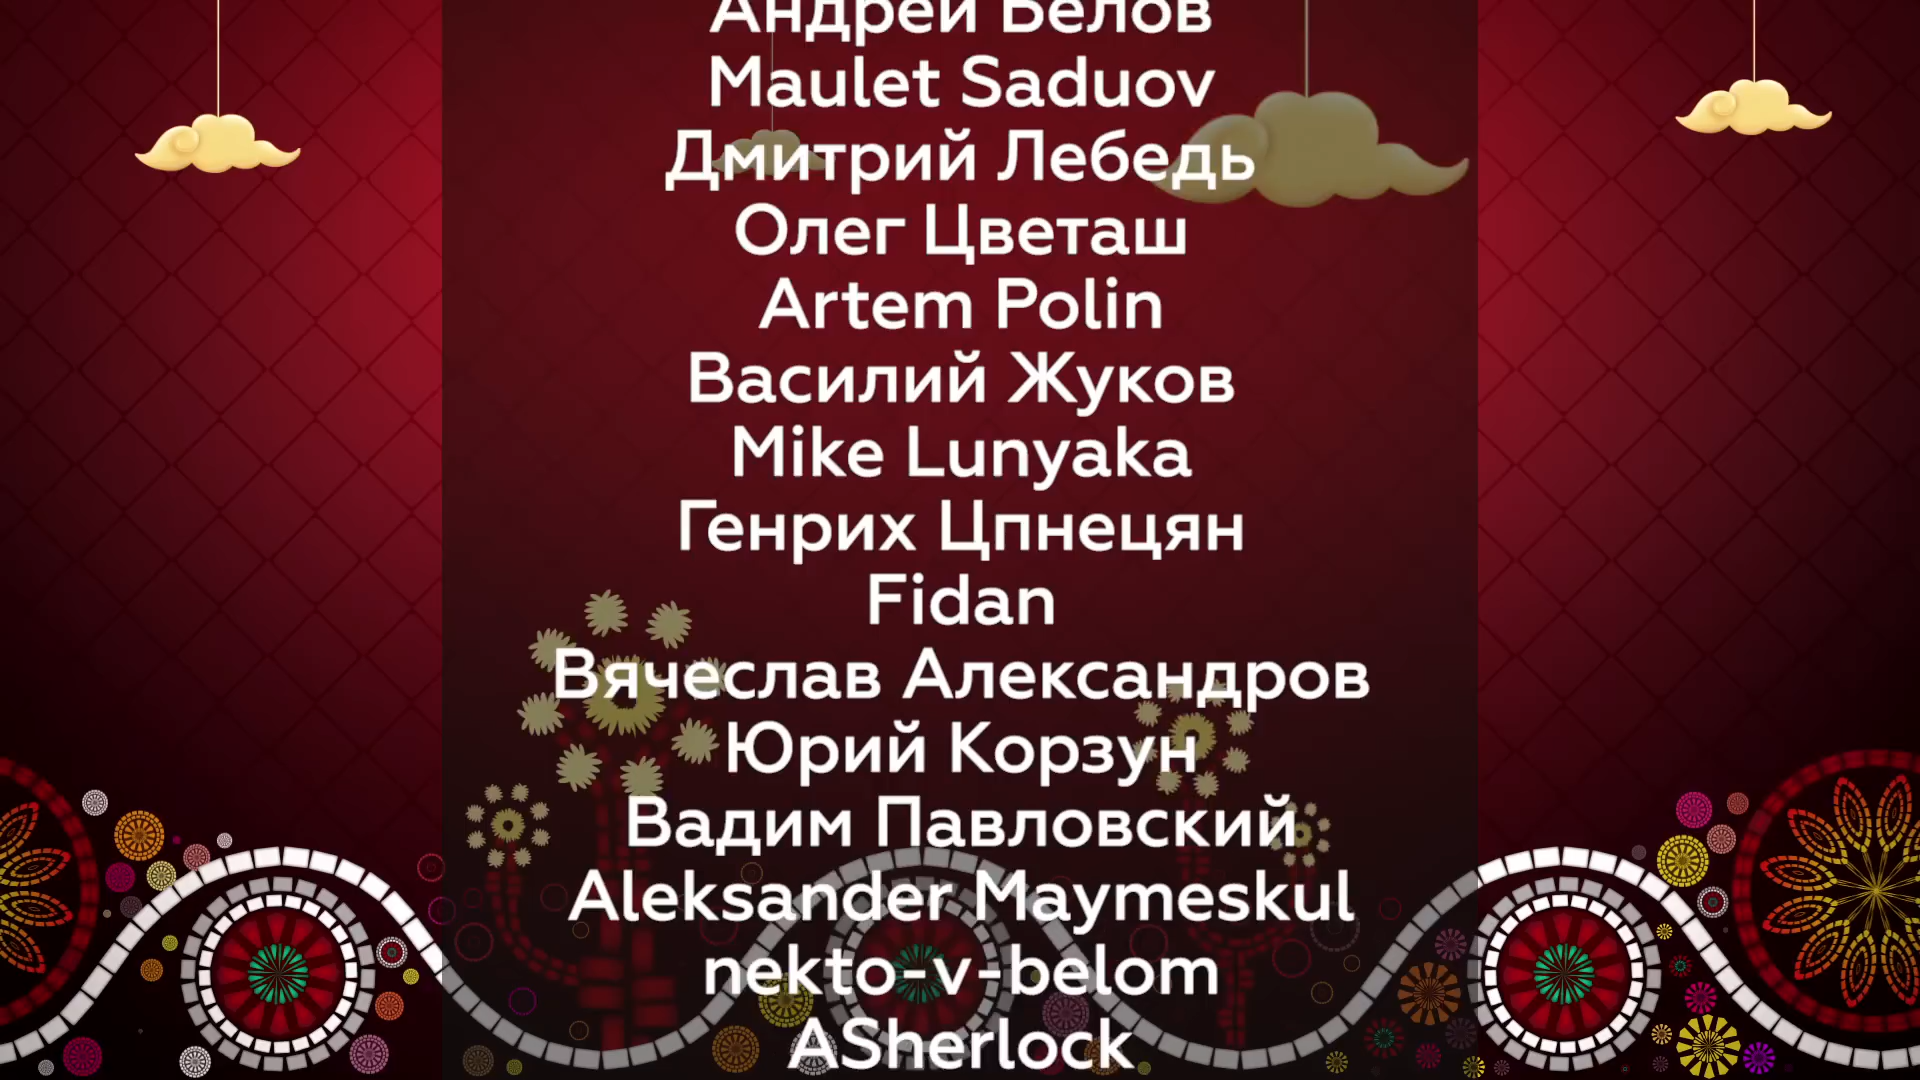 Андрей Белов
Maulet Saduov
Дмитрий Лебедь
Олег Цветаш
Artem Polin
Василий Жуков
Mike Lunyaka
Генрих Цпнецян
Fidan
Вячеслав Александров
Юрий Корзун
Вадим Павловский
Aleksander Maymeskul
nekto-v-belom
ASherlock